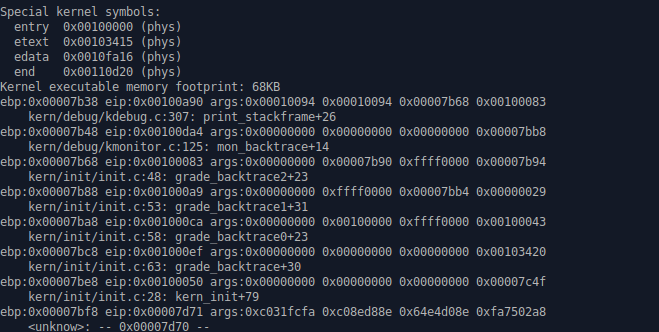 Special kernel symbols:
  entry  0x00100000 (phys)
  etext  0x00103415 (phys)
  edata  0x0010fa16 (phys)
  end    0x00110d20 (phys)
Kernel executable memory footprint: 68KB
ebp:0x00007b38 eip:0x00100a90 args:0x00010094 0x00010094 0x00007b68 0x00100083
    kern/debug/kdebug.c:307: print_stackframe+26
ebp:0x00007b48 eip:0x00100da4 args:0x00000000 0x00000000 0x00000000 0x00007bb8
    kern/debug/kmonitor.c:125: mon_backtrace+14
ebp:0x00007b68 eip:0x00100083 args:0x00000000 0x00007b90 0xffff0000 0x00007b94
    kern/init/init.c:48: grade_backtrace2+23
ebp:0x00007b88 eip:0x001000a9 args:0x00000000 0xffff0000 0x00007bb4 0x00000029
    kern/init/init.c:53: grade_backtrace1+31
ebp:0x00007ba8 eip:0x001000ca args:0x00000000 0x00100000 0xffff0000 0x00100043
    kern/init/init.c:58: grade_backtrace0+23
ebp:0x00007bc8 eip:0x001000ef args:0x00000000 0x00000000 0x00000000 0x00103420
    kern/init/init.c:63: grade_backtrace+30
ebp:0x00007be8 eip:0x00100050 args:0x00000000 0x00000000 0x00000000 0x00007c4f
    kern/init/init.c:28: kern_init+79
ebp:0x00007bf8 eip:0x00007d71 args:0xc031fcfa 0xc08ed88e 0x64e4d08e 0xfa7502a8
    <unknow>: -- 0x00007d70 --